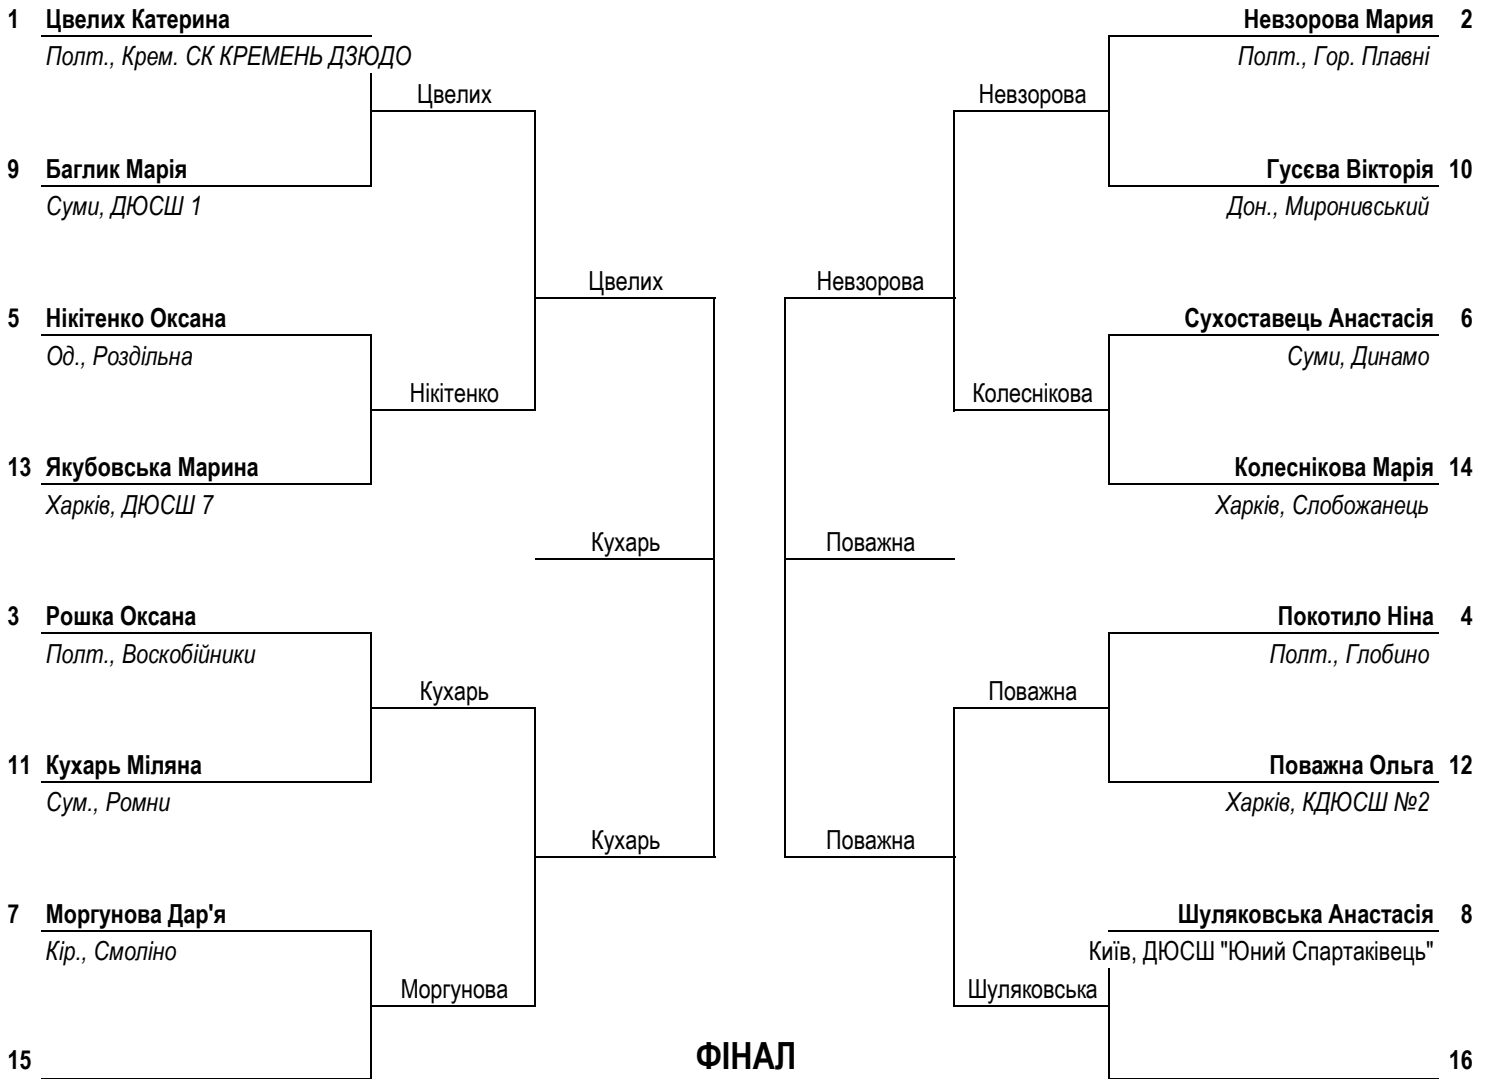 1 Цвелих Катерина
Невзорова Мария 2
Полт., Крем. СК КРЕМЕНЬ ДЗЮДО
Полт., Гор. Плавні
Цвелих
Невзорова
9 Баглик Марія
Гусєва Вікторія 10
Суми, ДЮСШ 1
Дон., Миронивський
Цвелих
Невзорова
5 Нікітенко Оксана
Сухоставець Анастасія 6
Од., Роздільна
Суми, Динамо
Нікітенко
Колеснікова
13 Якубовська Марина
Колеснікова Марія 14
Харків, ДЮСШ 7
Харків, Слобожанець
Кухарь
Поважна
3 Рошка Оксана
Покотило Ніна 4
Полт., Воскобійники
Полт., Глобино
Кухарь
Поважна
11 Кухарь Міляна
Поважна Ольга 12
Сум., Ромни
Харків, КДЮСШ №2
Кухарь
Поважна
7 Моргунова Дар'я
Шуляковська Анастасія 8
Кір., Смоліно
Київ, ДЮСШ "Юний Спартаківець"
Моргунова
Шуляковська
15
ФІНАЛ
16